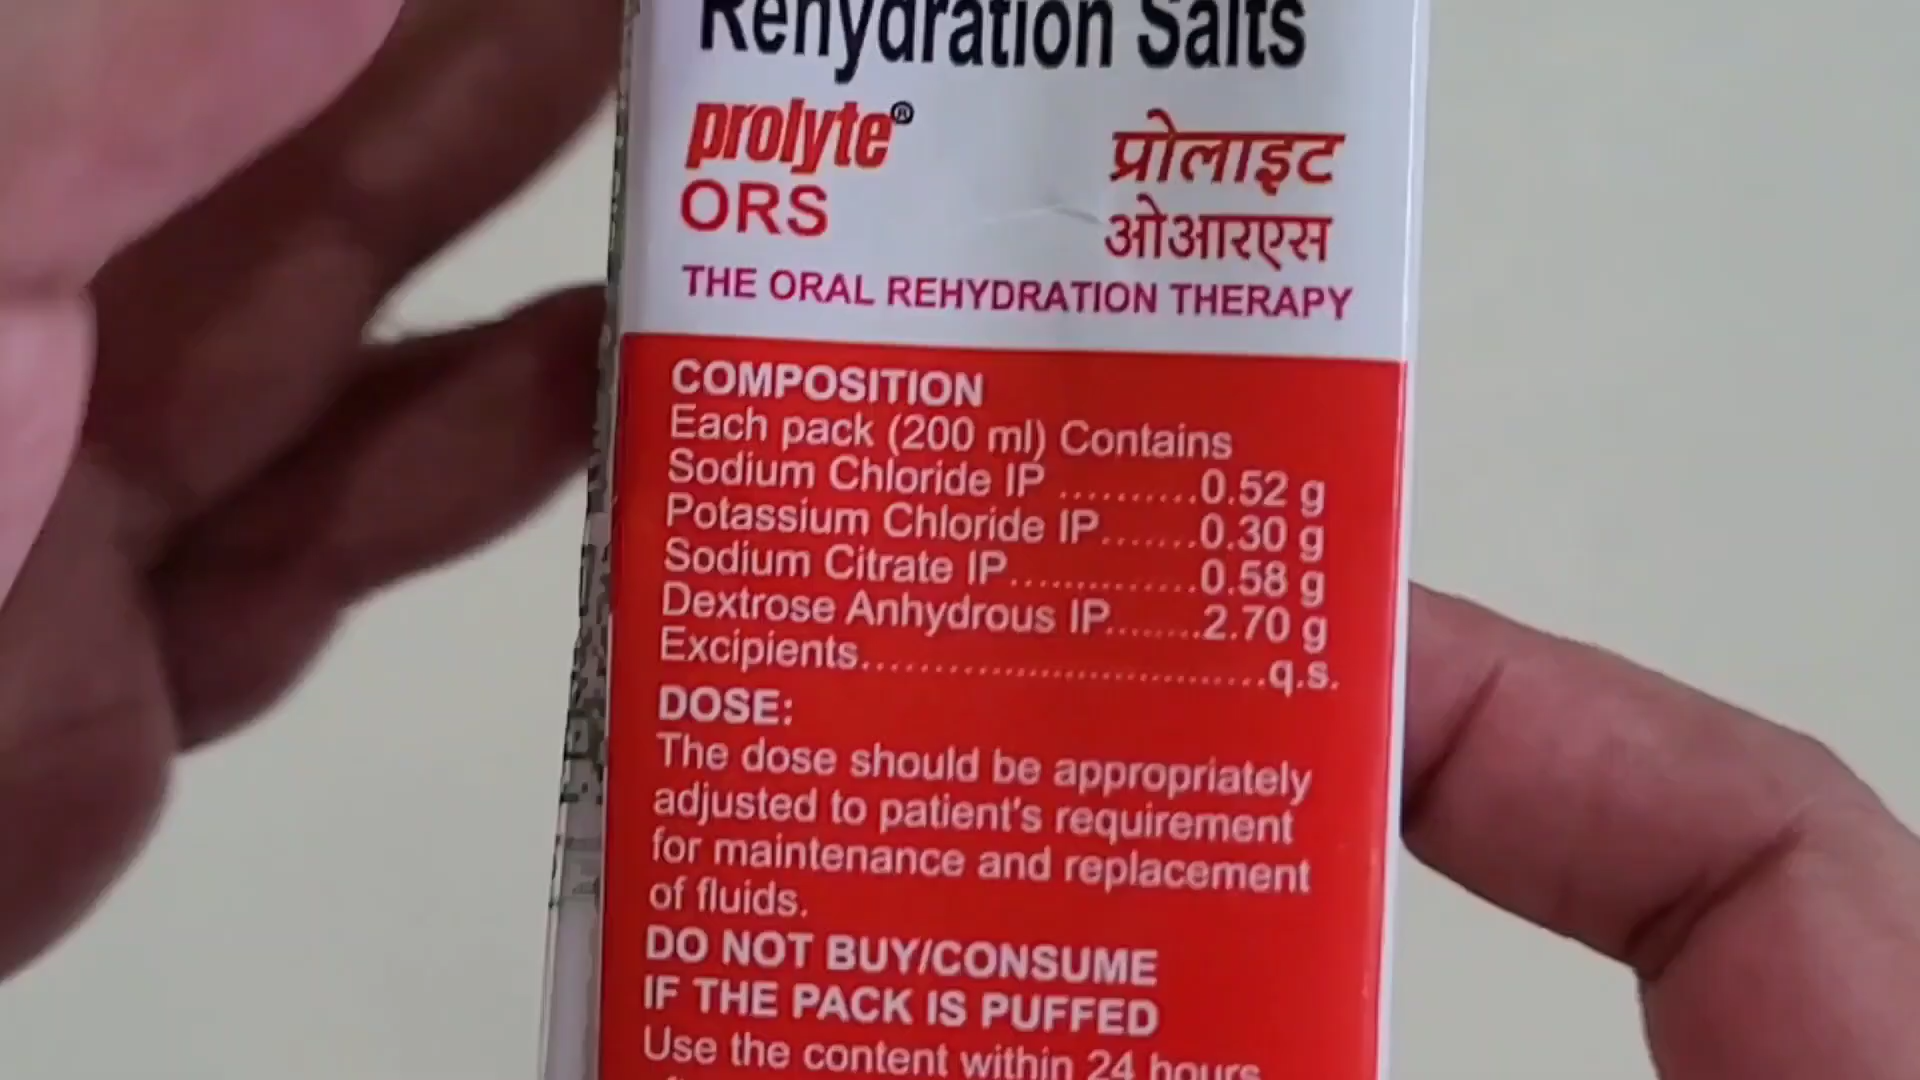 Rehydration Salts
prolyte®
ORS
प्रोलाइट
ओआरएस
THE ORAL REHYDRATION THERAPY
COMPOSITION
Each pack (200 ml) Contains
Sodium Chloride IP ..........0.52 g
Potassium Chloride IP.......0.30 g
Sodium Citrate IP..............0.58 g
Dextrose Anhydrous IP........2.70 g
Excipients..................................q.s.
DOSE:
The dose should be appropriately
adjusted to patient's requirement
for maintenance and replacement
of fluids.
DO NOT BUY/CONSUME
IF THE PACK IS PUFFED
Use the content within 24 hours